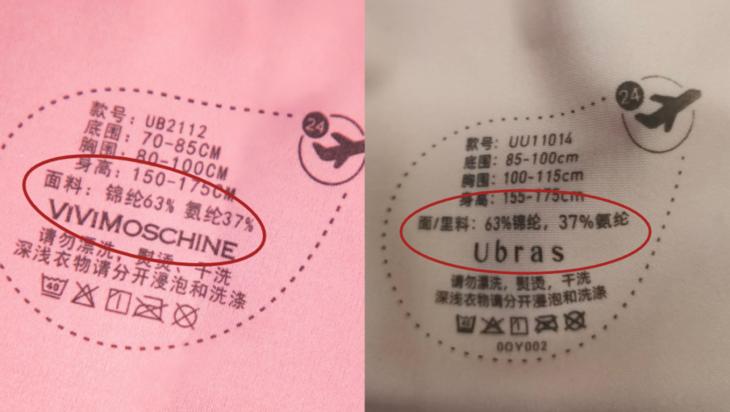 24
款号: UB2112
底围: 70-85CM
胸围: 80-100CM
身高: 150-175CM
面料: 锦纶63% 氨纶37%
ViViMOSCHINE
请勿漂洗, 熨烫、干洗
深浅衣物请分开浸泡和洗涤
40
24
款号: UU11014
底围: 85-100cm
胸围: 100-115cm
身高: 155-175cm
面/里料: 63%锦纶, 37%氨纶
Ubras
请勿漂洗, 熨烫, 干洗
深浅衣物请分开浸泡和洗涤
40
00Y002